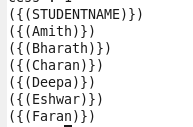 ({(STUDENTNAME)})
({(Amith)})
({(Bharath)})
({(Charan)})
({(Deepa)})
({(Eshwar)})
({(Faran)})